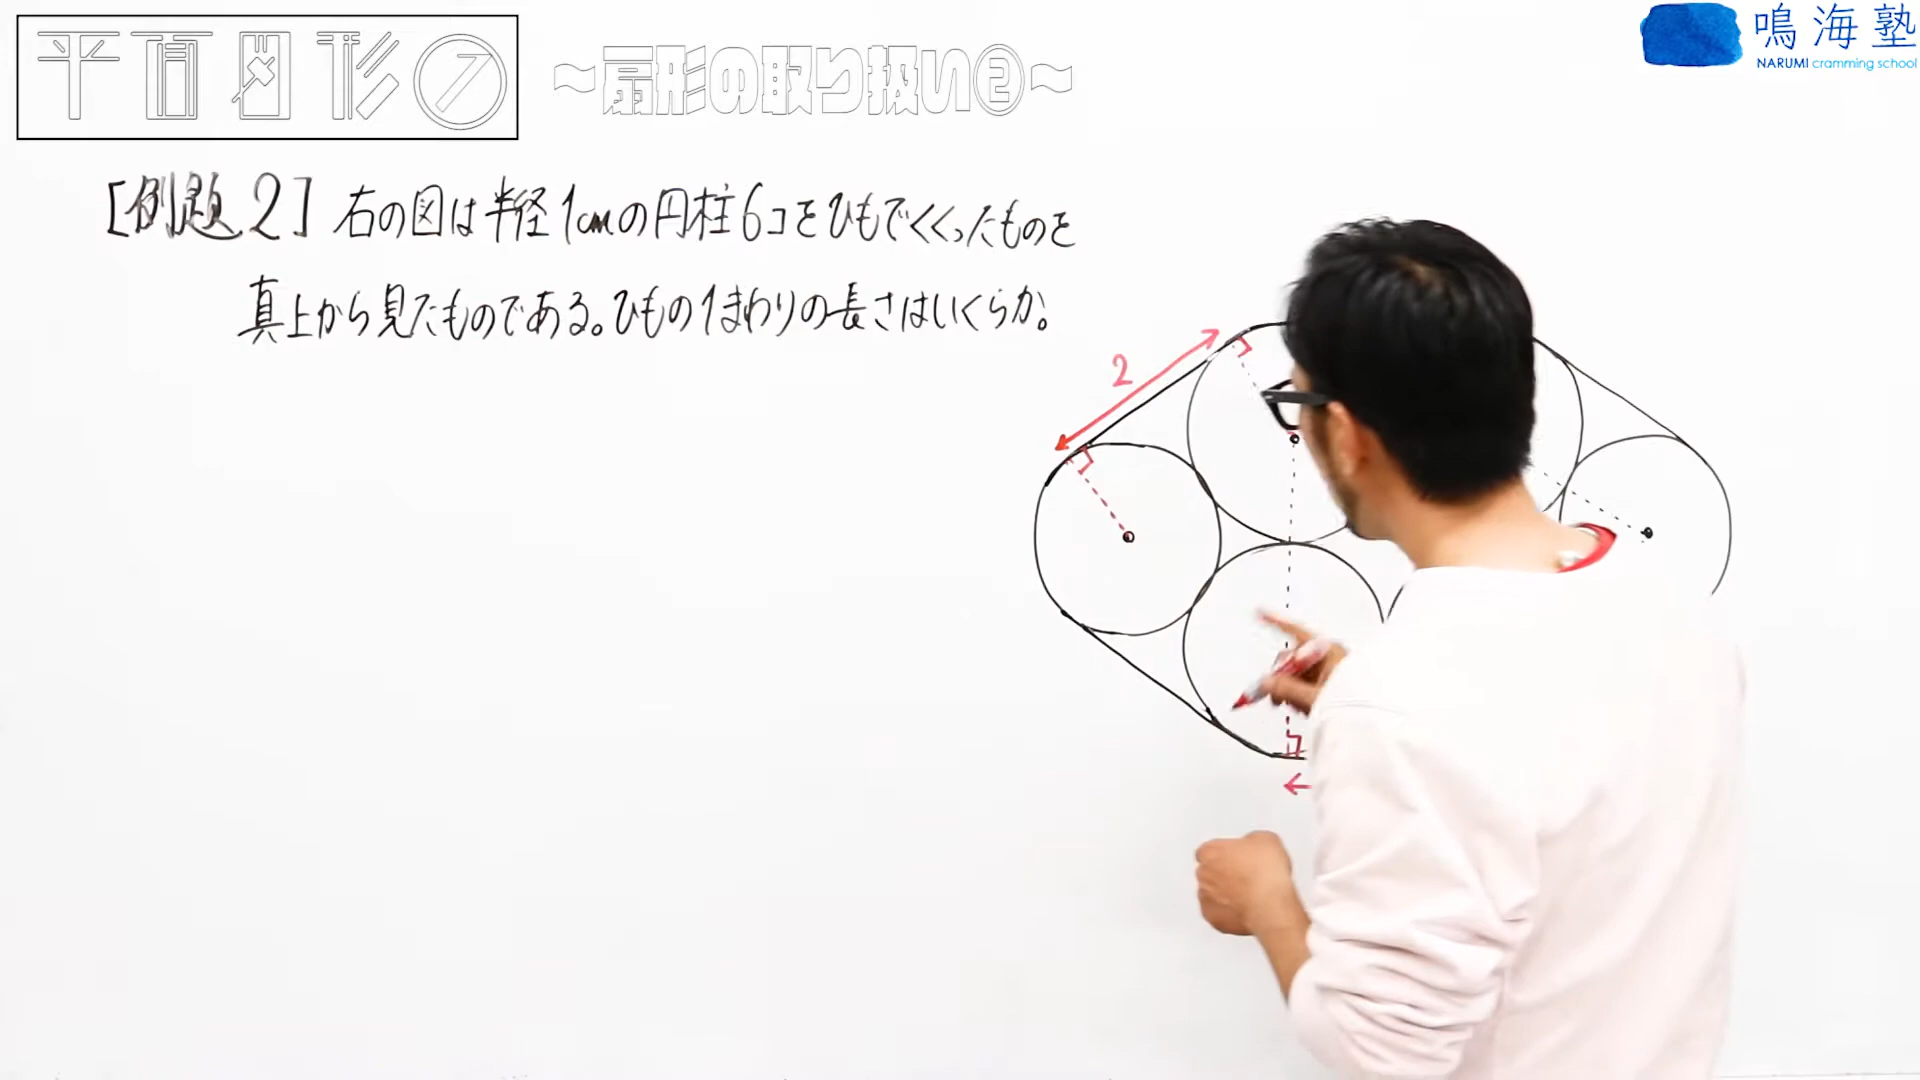 平面図形⑦ 〜扇形の取り扱い②〜
鳴海塾
NARUMI cramming school
[例題2] 右の図は半径1cmの円柱6コをひもでくくったものを
真上から見たものである。ひもの1まわりの長さはいくらか。
2